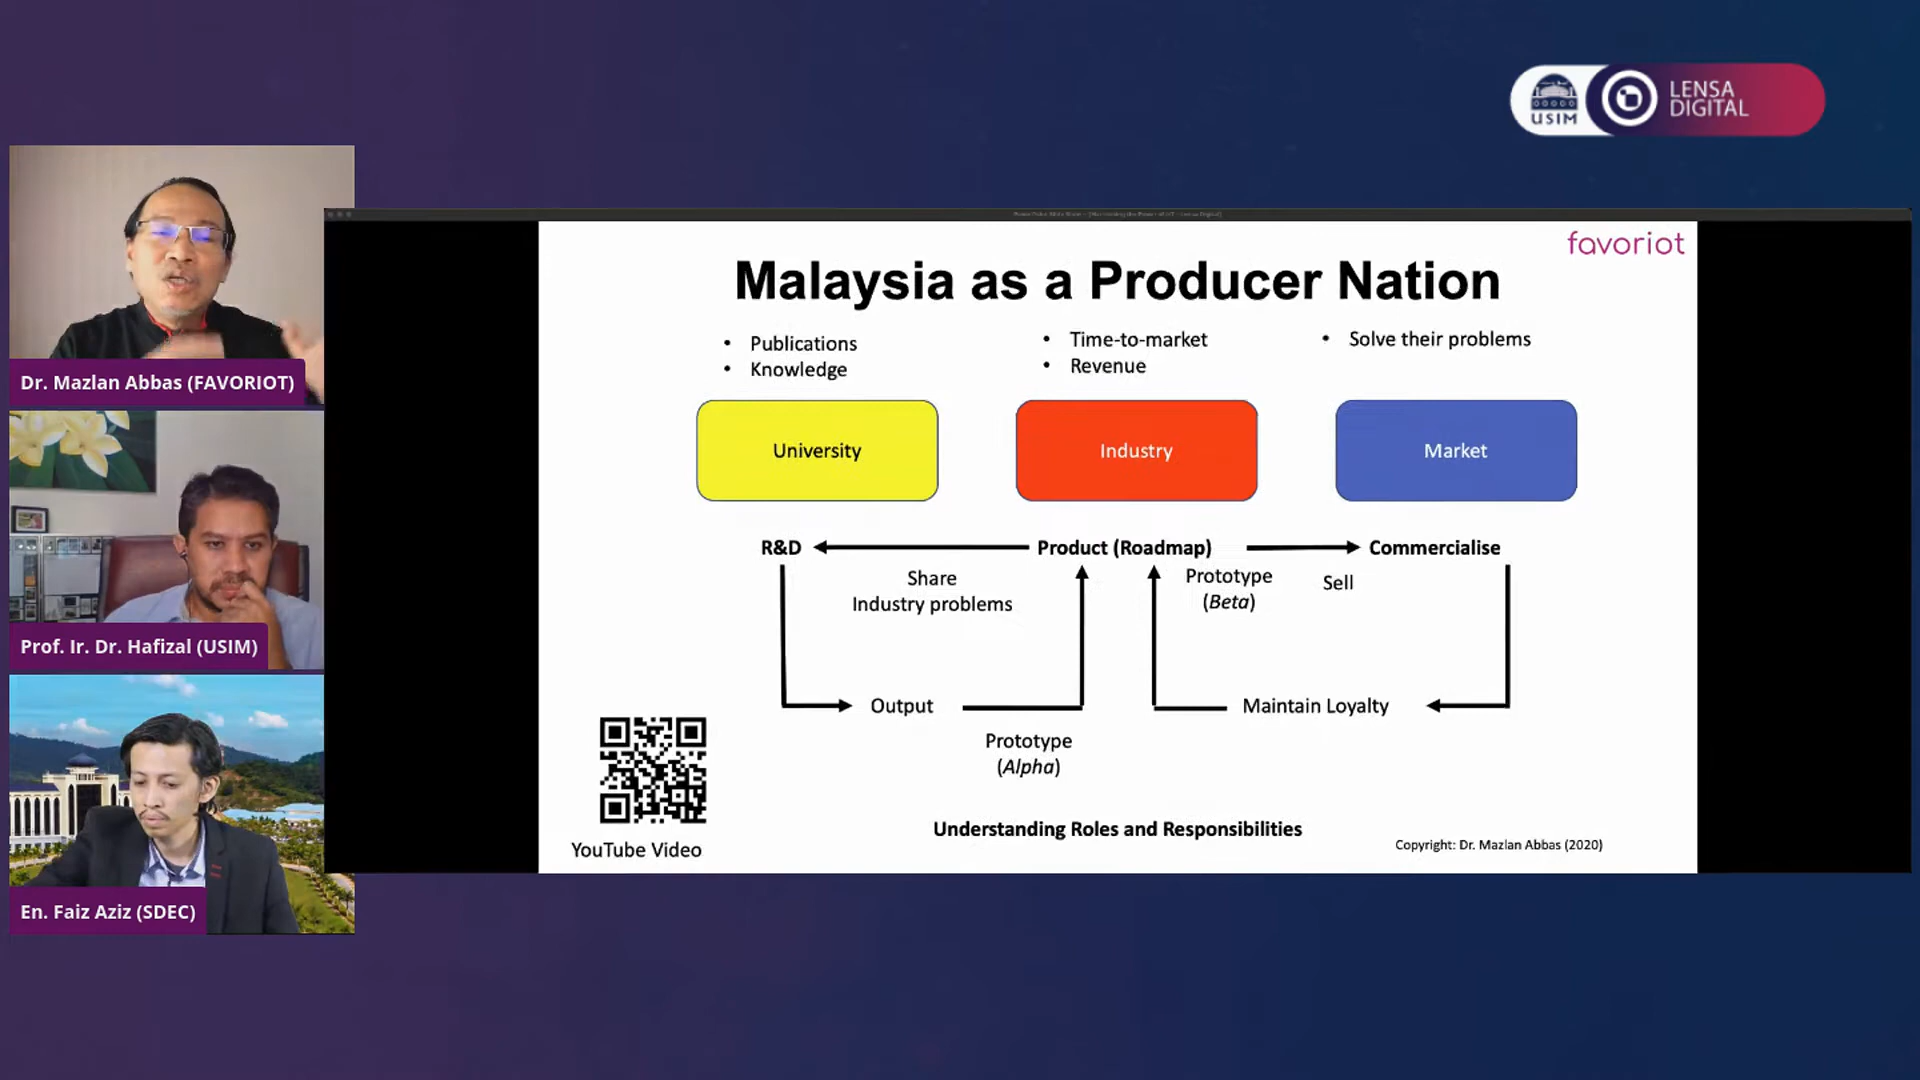 USIM
LENSA
DIGITAL
Dr. Mazlan Abbas (FAVORIOT)
Prof. Ir. Dr. Hafizal (USIM)
En. Faiz Aziz (SDEC)
favoriot
Malaysia as a Producer Nation
• Publications
• Knowledge
• Time-to-market
• Revenue
• Solve their problems
University
Industry
Market
R&D
Product (Roadmap)
Commercialise
Share
Industry problems
Prototype
(Beta)
Sell
Output
Maintain Loyalty
Prototype
(Alpha)
YouTube Video
Understanding Roles and Responsibilities
Copyright: Dr. Mazlan Abbas (2020)